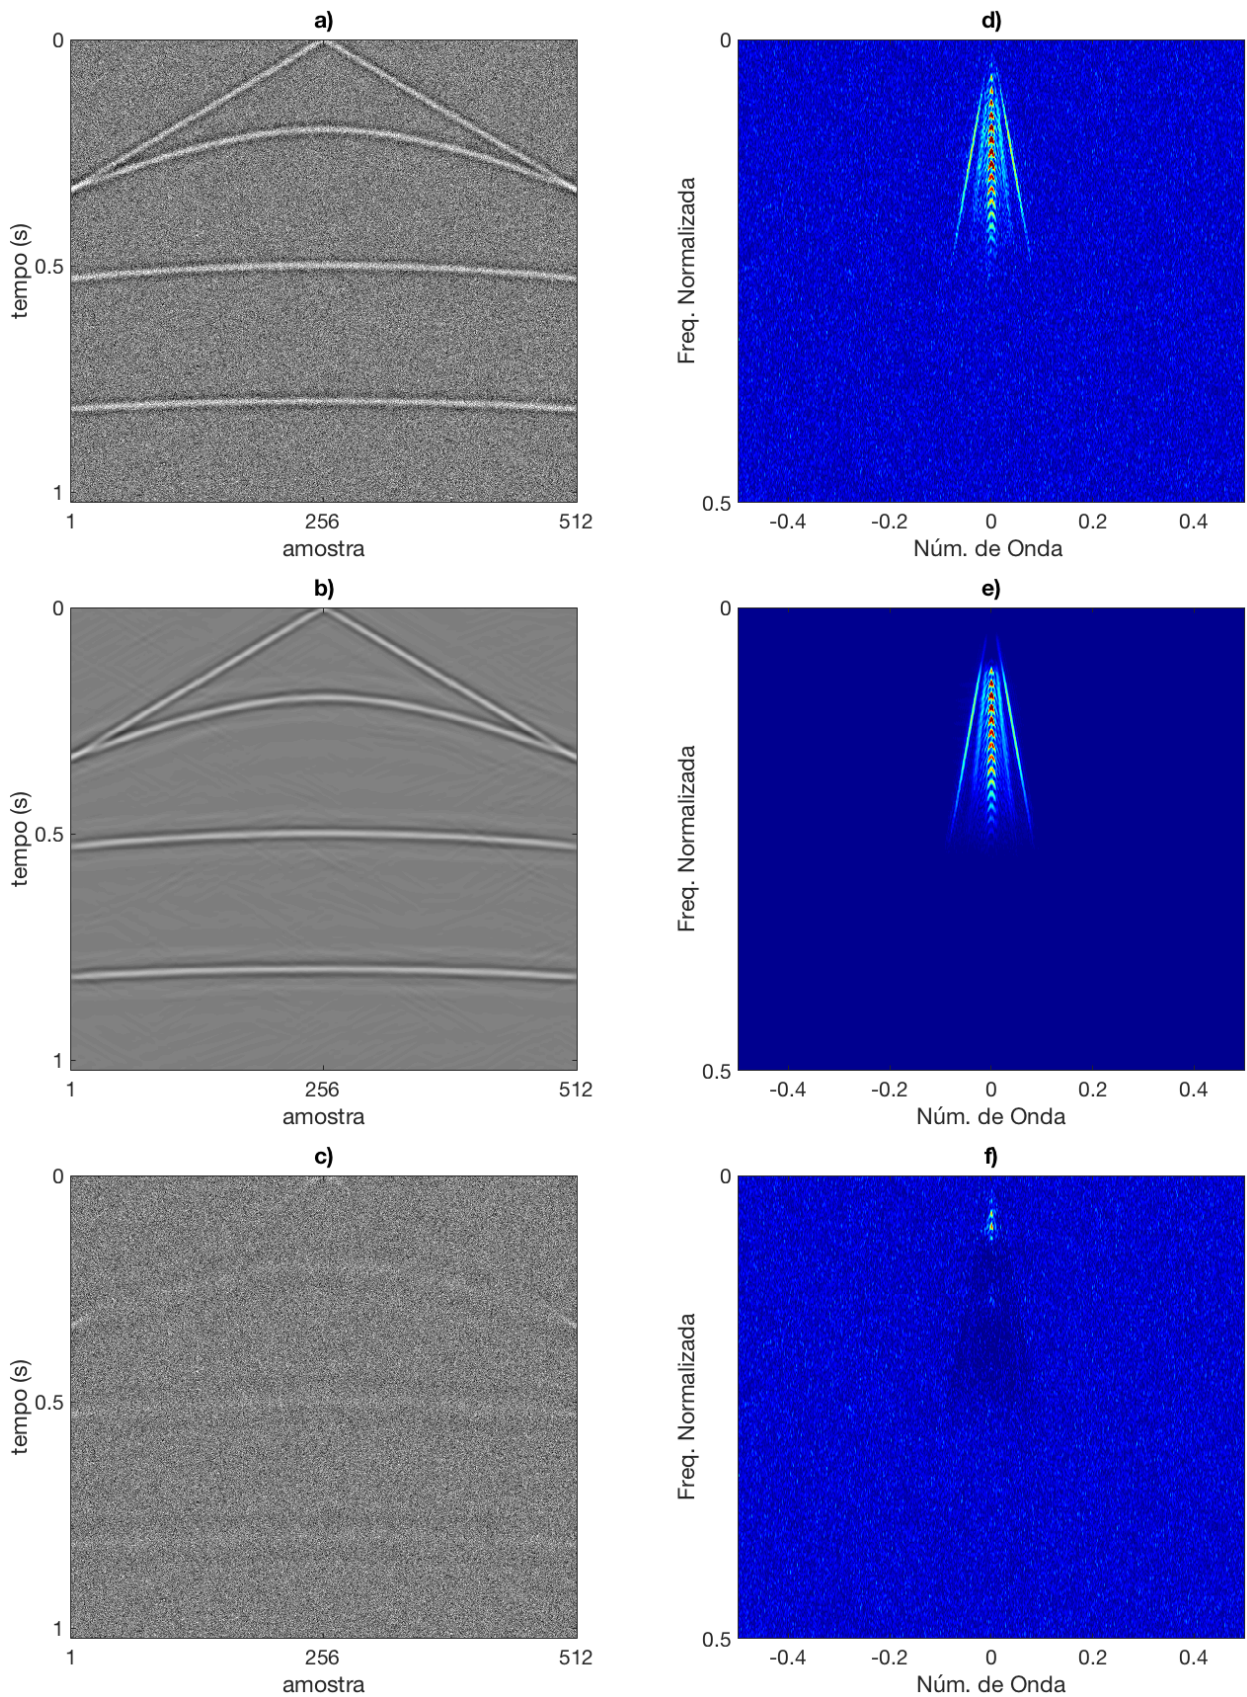 a)
0
0.5
1
tempo (s)
1 256 512
amostra
d)
0
0.5
Freq. Normalizada
-0.4 -0.2 0 0.2 0.4
Núm. de Onda
b)
0
0.5
1
tempo (s)
1 256 512
amostra
e)
0
0.5
Freq. Normalizada
-0.4 -0.2 0 0.2 0.4
Núm. de Onda
c)
0
0.5
1
tempo (s)
1 256 512
amostra
f)
0
0.5
Freq. Normalizada
-0.4 -0.2 0 0.2 0.4
Núm. de Onda